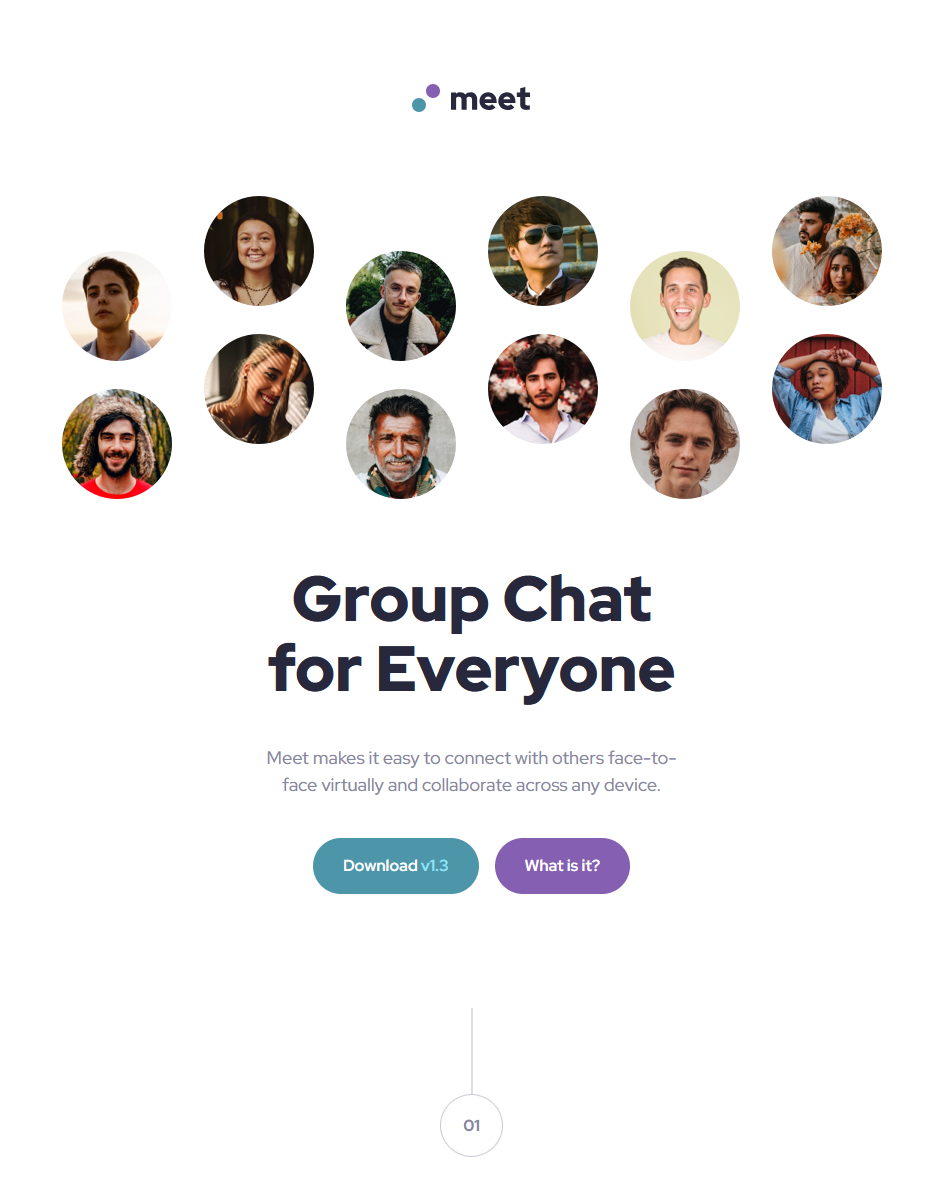 meet
Group Chat
for Everyone
Meet makes it easy to connect with others face-to-
face virtually and collaborate across any device.
Download v1.3
What is it?
01